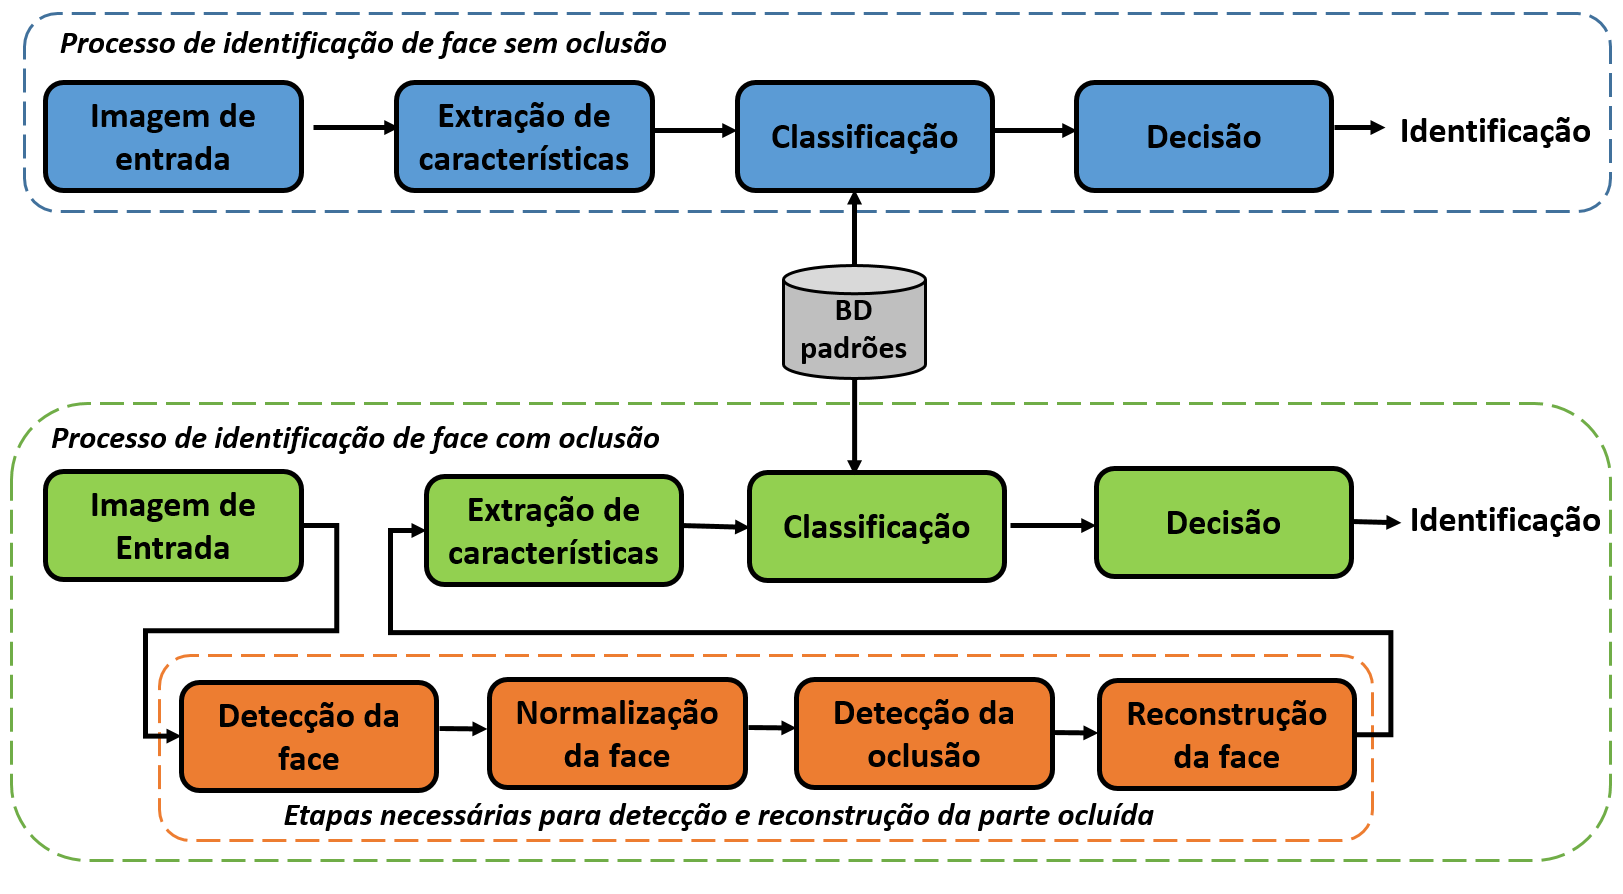 Processo de identificação de face sem oclusão
Imagem de
entrada
Extração de
características
Classificação
Decisão
Identificação
BD
padrões
Processo de identificação de face com oclusão
Imagem de
Entrada
Extração de
características
Classificação
Decisão
Identificação
Detecção da
face
Normalização
da face
Detecção da
oclusão
Reconstrução
da face
Etapas necessárias para detecção e reconstrução da parte ocluída